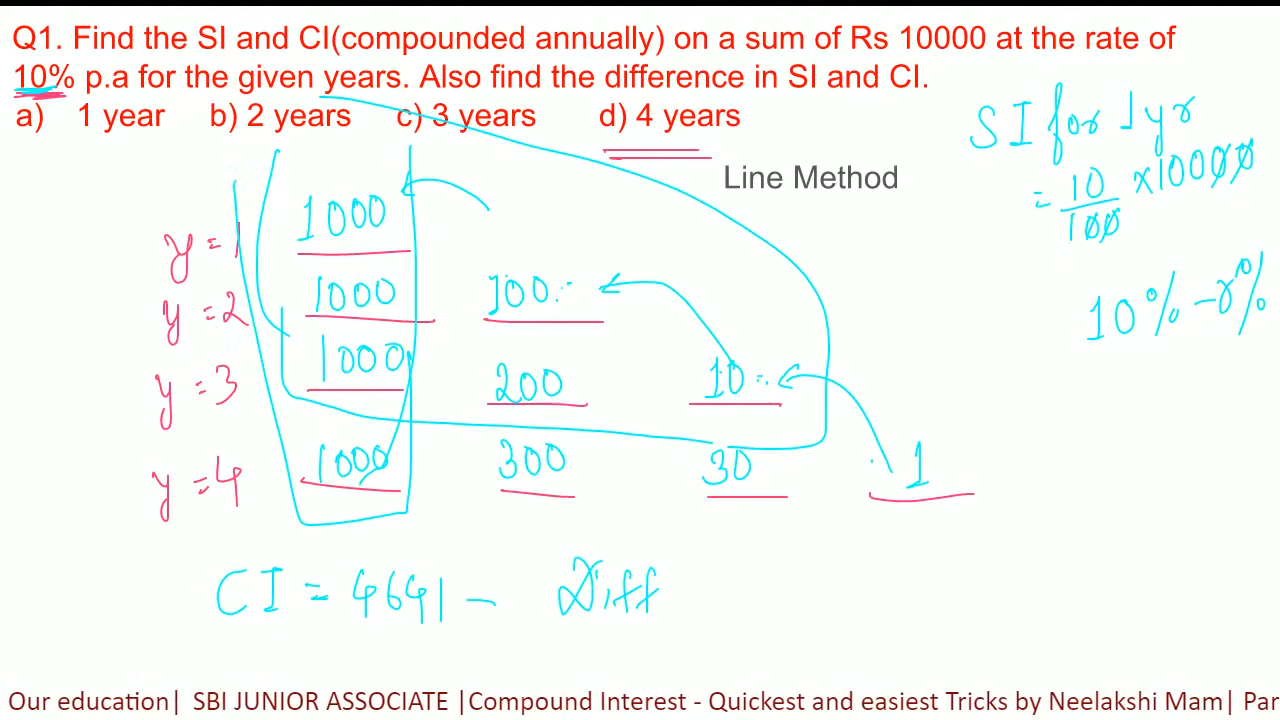 Q1. Find the SI and CI(compounded annually) on a sum of Rs 10000 at the rate of
10% p.a for the given years. Also find the difference in SI and CI.
a) 1 year b) 2 years c) 3 years d) 4 years
Line Method
SI for 1yr
= 10/100 × 10000
10% - r%
y = 1 1000
y = 2 1000 100
y = 3 1000 200 10
y = 4 1000 300 30 1
CI = 4641 - Diff
Our education| SBI JUNIOR ASSOCIATE |Compound Interest - Quickest and easiest Tricks by Neelakshi Mam| Par